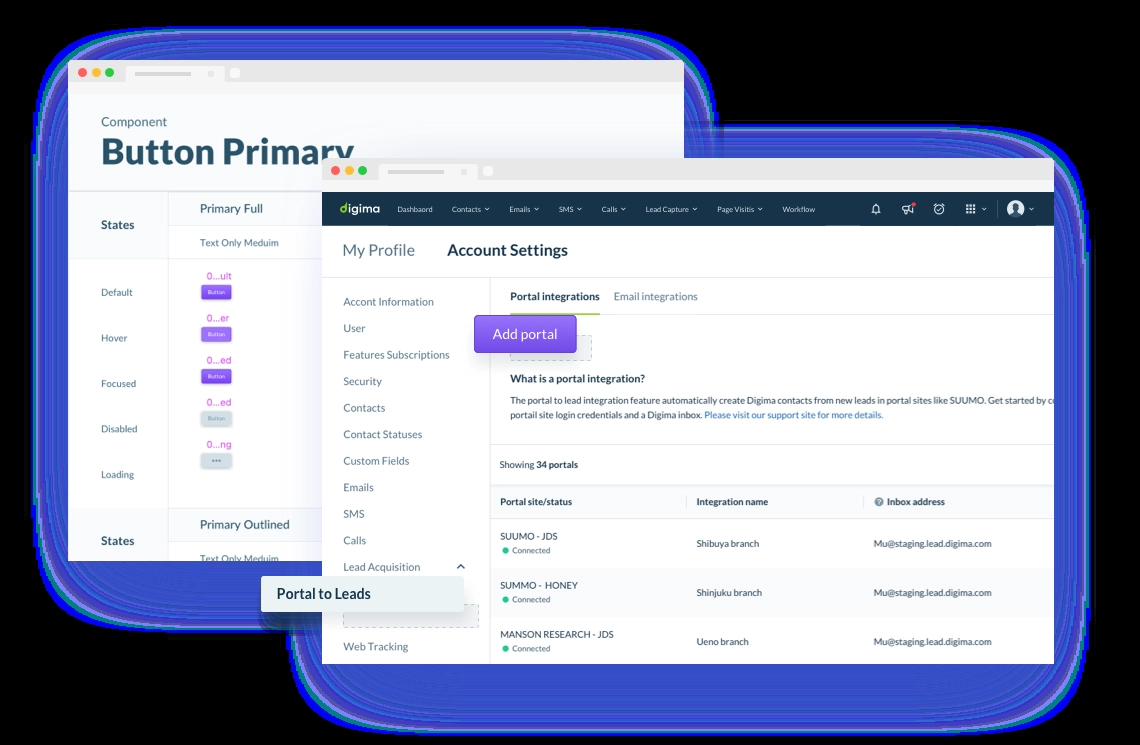 Component
Button Primary
States
Primary Full
Text Only Meduim
Default
0...ult
Button
Hover
0...er
Button
Focused
0...ed
Button
Disabled
0...ed
Button
Loading
0...ng
States
Primary Outlined
Text Only Meduim
digima
Dashbaord
Contacts
Emails
SMS
Calls
Lead Capture
Page Visitis
Workflow
My Profile
Account Settings
Accont Information
User
Features Subscriptions
Security
Contacts
Contact Statuses
Custom Fields
Emails
SMS
Calls
Lead Acquisition
Portal to Leads
Web Tracking
Portal integrations
Email integrations
Add portal
What is a portal integration?
The portal to lead integration feature automatically create Digima contacts from new leads in portal sites like SUUMO. Get started by
portail site login credentials and a Digima inbox. Please visit our support site for more details.
Showing 34 portals
Portal site/status
Integration name
Inbox address
SUUMO - JDS
Connected
Shibuya branch
Mu@staging.lead.digima.com
SUMMO - HONEY
Connected
Shinjuku branch
Mu@staging.lead.digima.com
MANSON RESEARCH - JDS
Connected
Ueno branch
Mu@staging.lead.digima.com